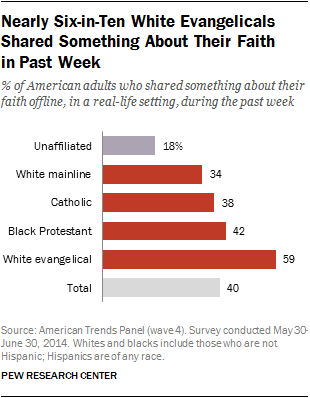 Nearly Six-in-Ten White Evangelicals
Shared Something About Their Faith
in Past Week
% of American adults who shared something about their
faith offline, in a real-life setting, during the past week
Unaffiliated 18%
White mainline 34
Catholic 38
Black Protestant 42
White evangelical 59
Total 40
Source: American Trends Panel (wave 4). Survey conducted May 30-
June 30, 2014. Whites and blacks include those who are not
Hispanic; Hispanics are of any race.
PEW RESEARCH CENTER